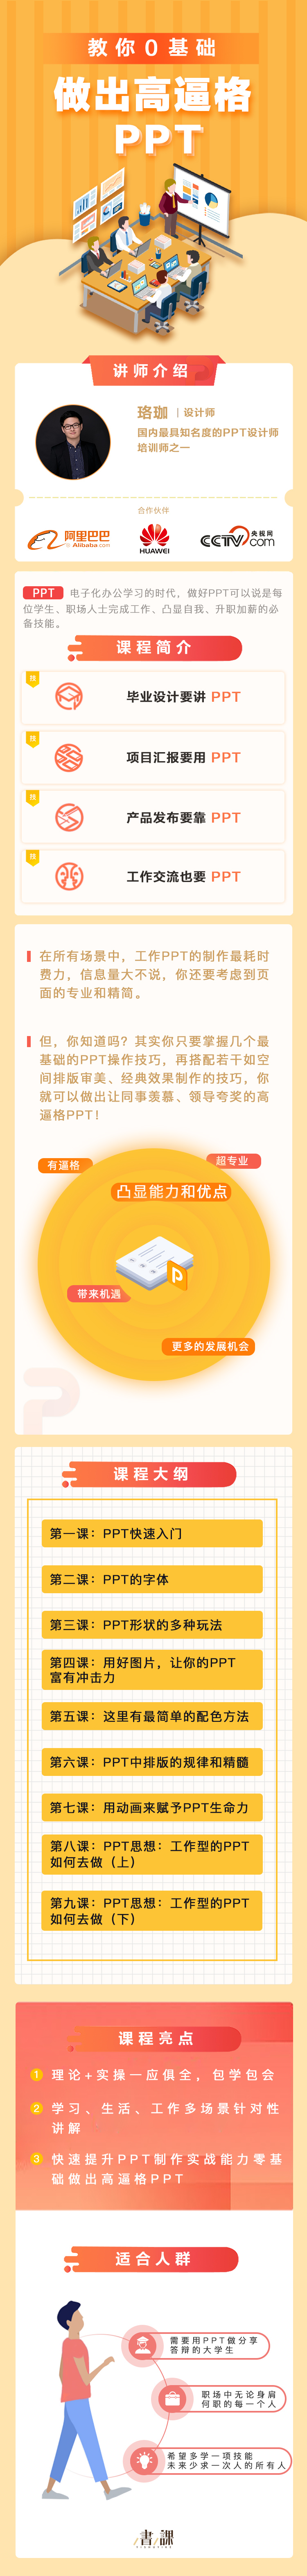 教你0基础
做出高逼格
PPT
讲师介绍
珞珈 | 设计师
国内最具知名度的PPT设计师
培训师之一
合作伙伴
阿里巴巴
Alibaba.com
HUAWEI
CCTV.com
央视网
PPT 电子化办公学习的时代，做好PPT可以说是每
位学生、职场人士完成工作、凸显自我、升职加薪的必
备技能。
课程简介
毕业设计要讲 PPT
项目汇报要用 PPT
产品发布要靠 PPT
工作交流也要 PPT
在所有场景中，工作PPT的制作最耗时
费力，信息量大不说，你还要考虑到页
面的专业和精简。
但，你知道吗？其实你只要掌握几个最
基础的PPT操作技巧，再搭配若干如空
间排版审美、经典效果制作的技巧，你
就可以做出让同事羡慕、领导夸奖的高
逼格PPT！
有逼格
超专业
凸显能力和优点
P
带来机遇
更多的发展机会
课程大纲
第一课：PPT快速入门
第二课：PPT的字体
第三课：PPT形状的多种玩法
第四课：用好图片，让你的PPT
富有冲击力
第五课：这里有最简单的配色方法
第六课：PPT中排版的规律和精髓
第七课：用动画来赋予PPT生命力
第八课：PPT思想：工作型的PPT
如何去做（上）
第九课：PPT思想：工作型的PPT
如何去做（下）
课程亮点
1 理论+实操一应俱全，包学包会
2 学习、生活、工作多场景针对性
讲解
3 快速提升PPT制作实战能力零基
础做出高逼格PPT
适合人群
需要用PPT做分享
答辩的大学生
职场中无论身肩
何职的每一个人
希望多学一项技能
未来少求一次人的所有人
書課